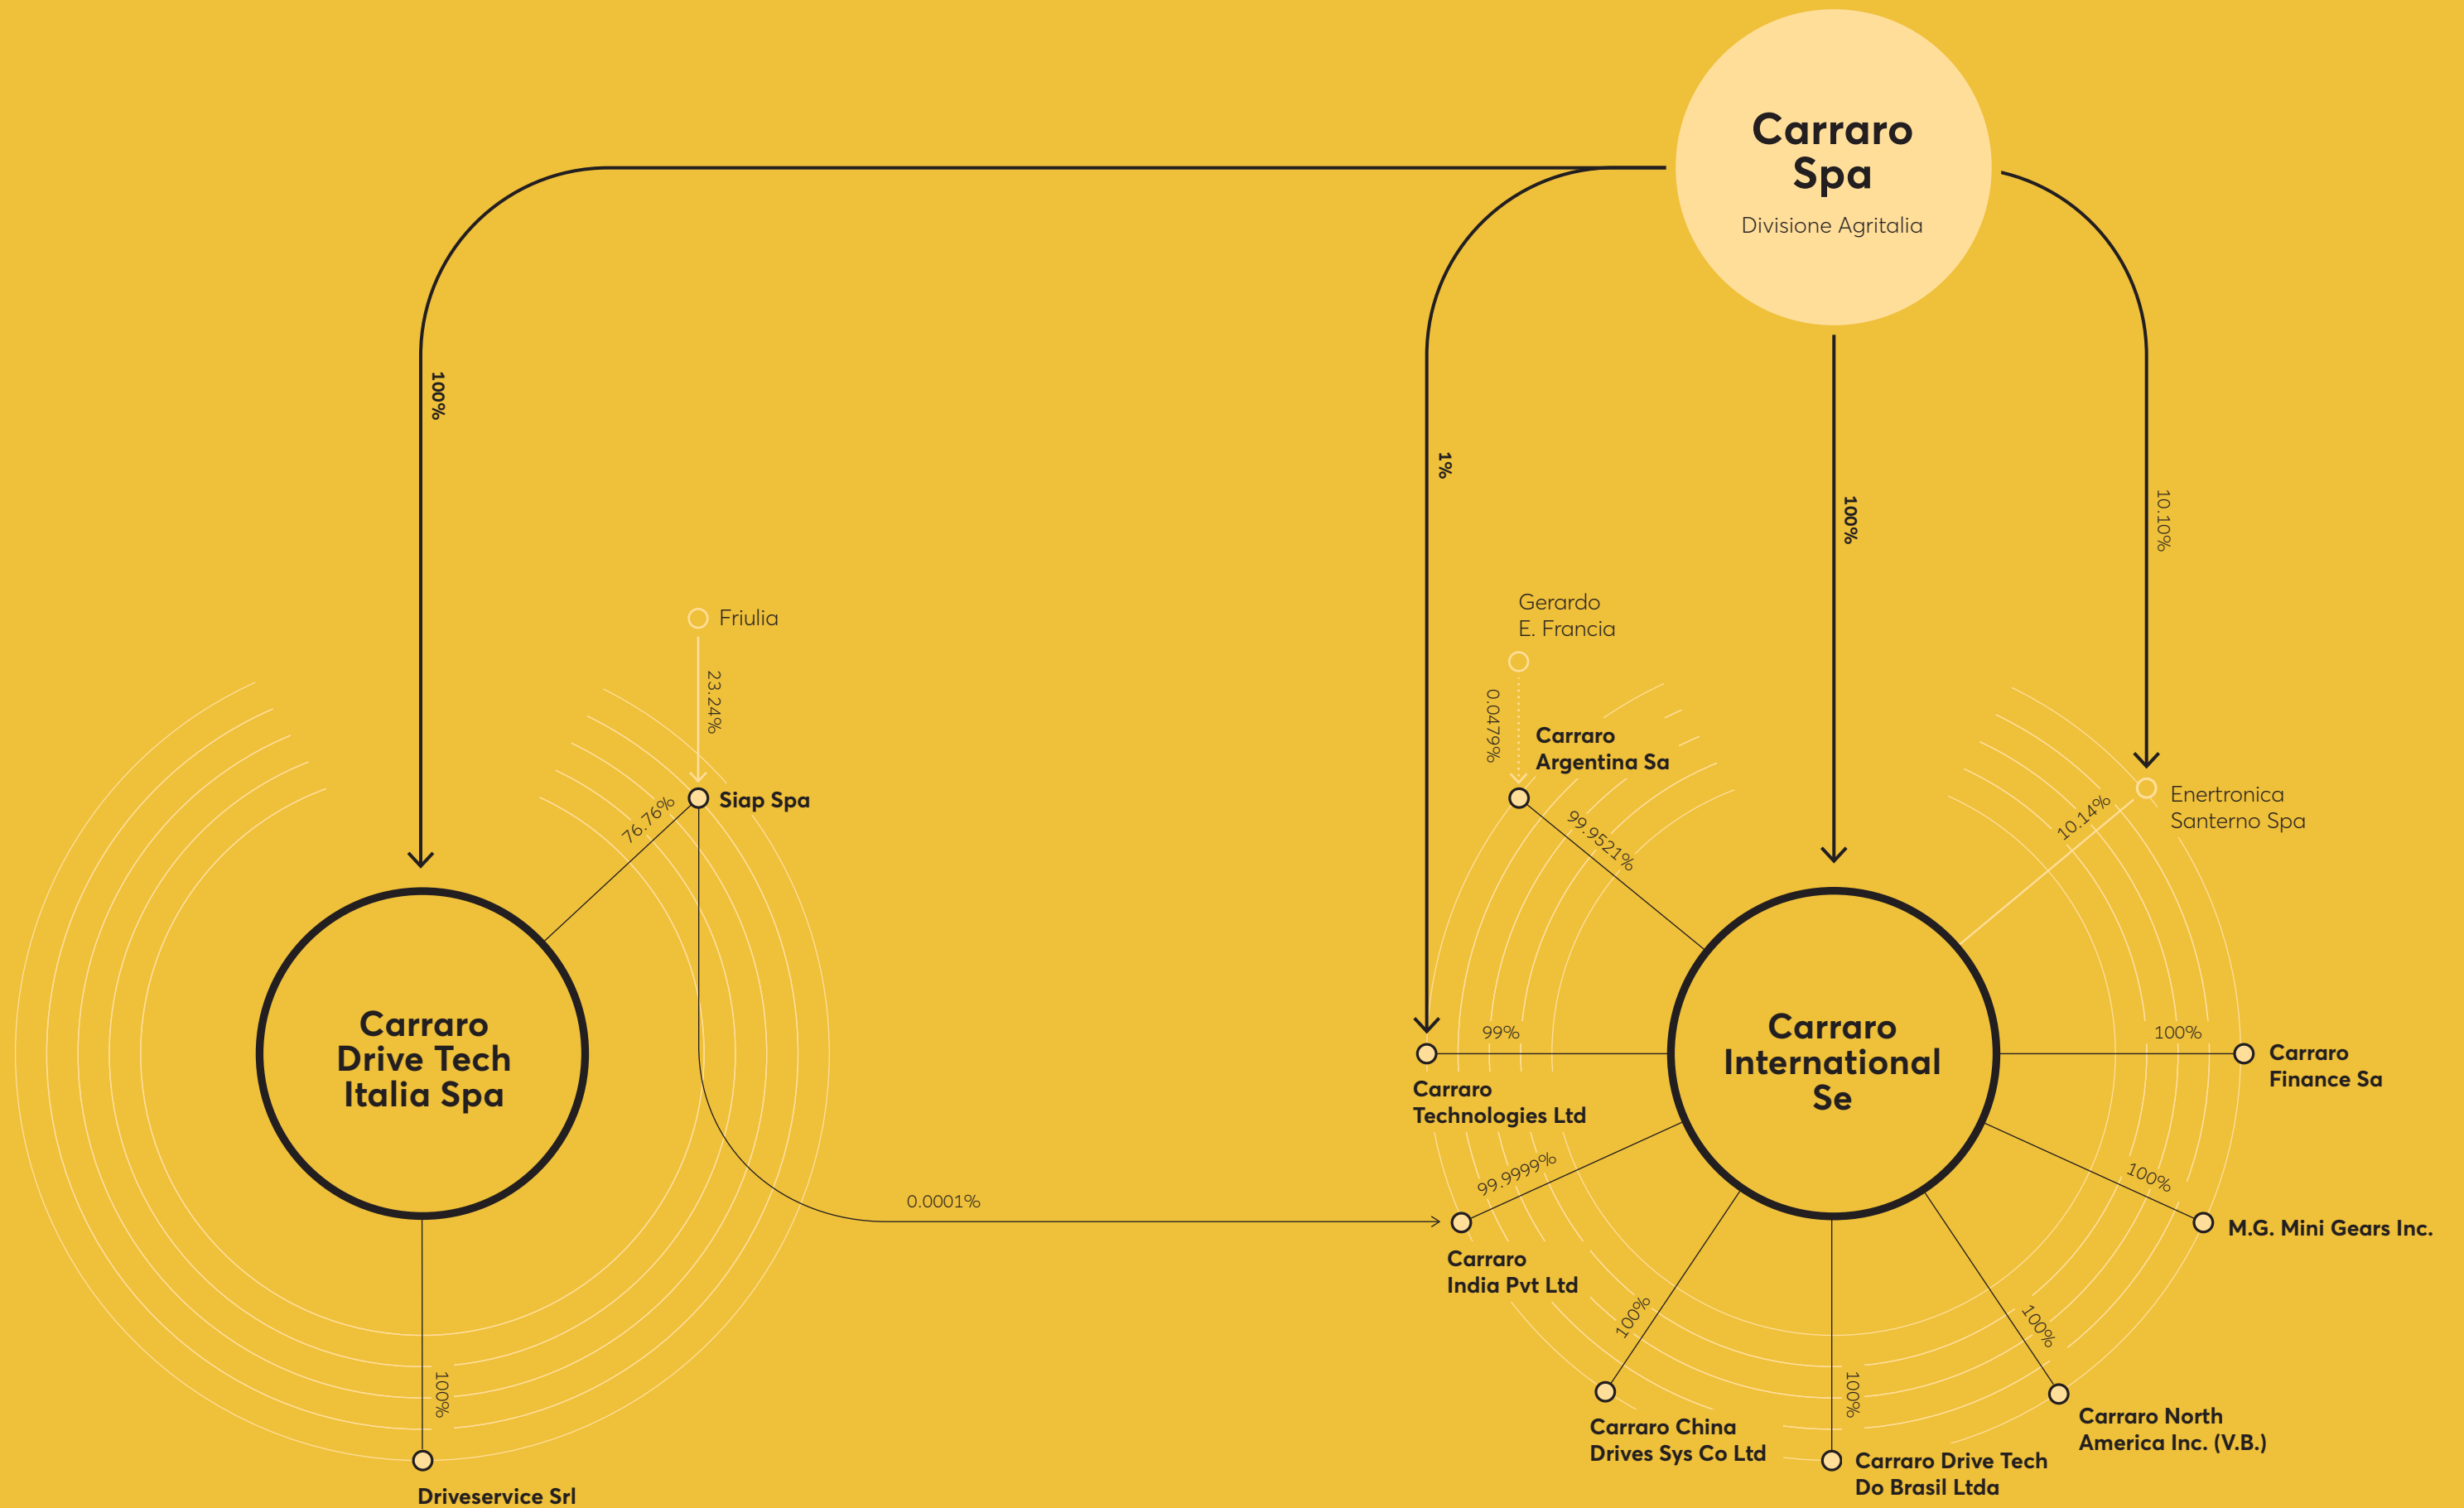 Carraro
Spa
Divisione Agritalia
100%
1%
100%
10.10%
Friulia
23.24%
Siap Spa
76.76%
Gerardo
E. Francia
0.0479%
Carraro
Argentina Sa
99.9521%
Enertronica
Santerno Spa
10.14%
Carraro
Drive Tech
Italia Spa
Carraro
International
Se
99%
Carraro
Technologies Ltd
100%
Carraro
Finance Sa
99.9999%
0.0001%
Carraro
India Pvt Ltd
100%
M.G. Mini Gears Inc.
100%
Carraro China
Drives Sys Co Ltd
100%
Carraro Drive Tech
Do Brasil Ltda
100%
Carraro North
America Inc. (V.B.)
100%
Driveservice Srl